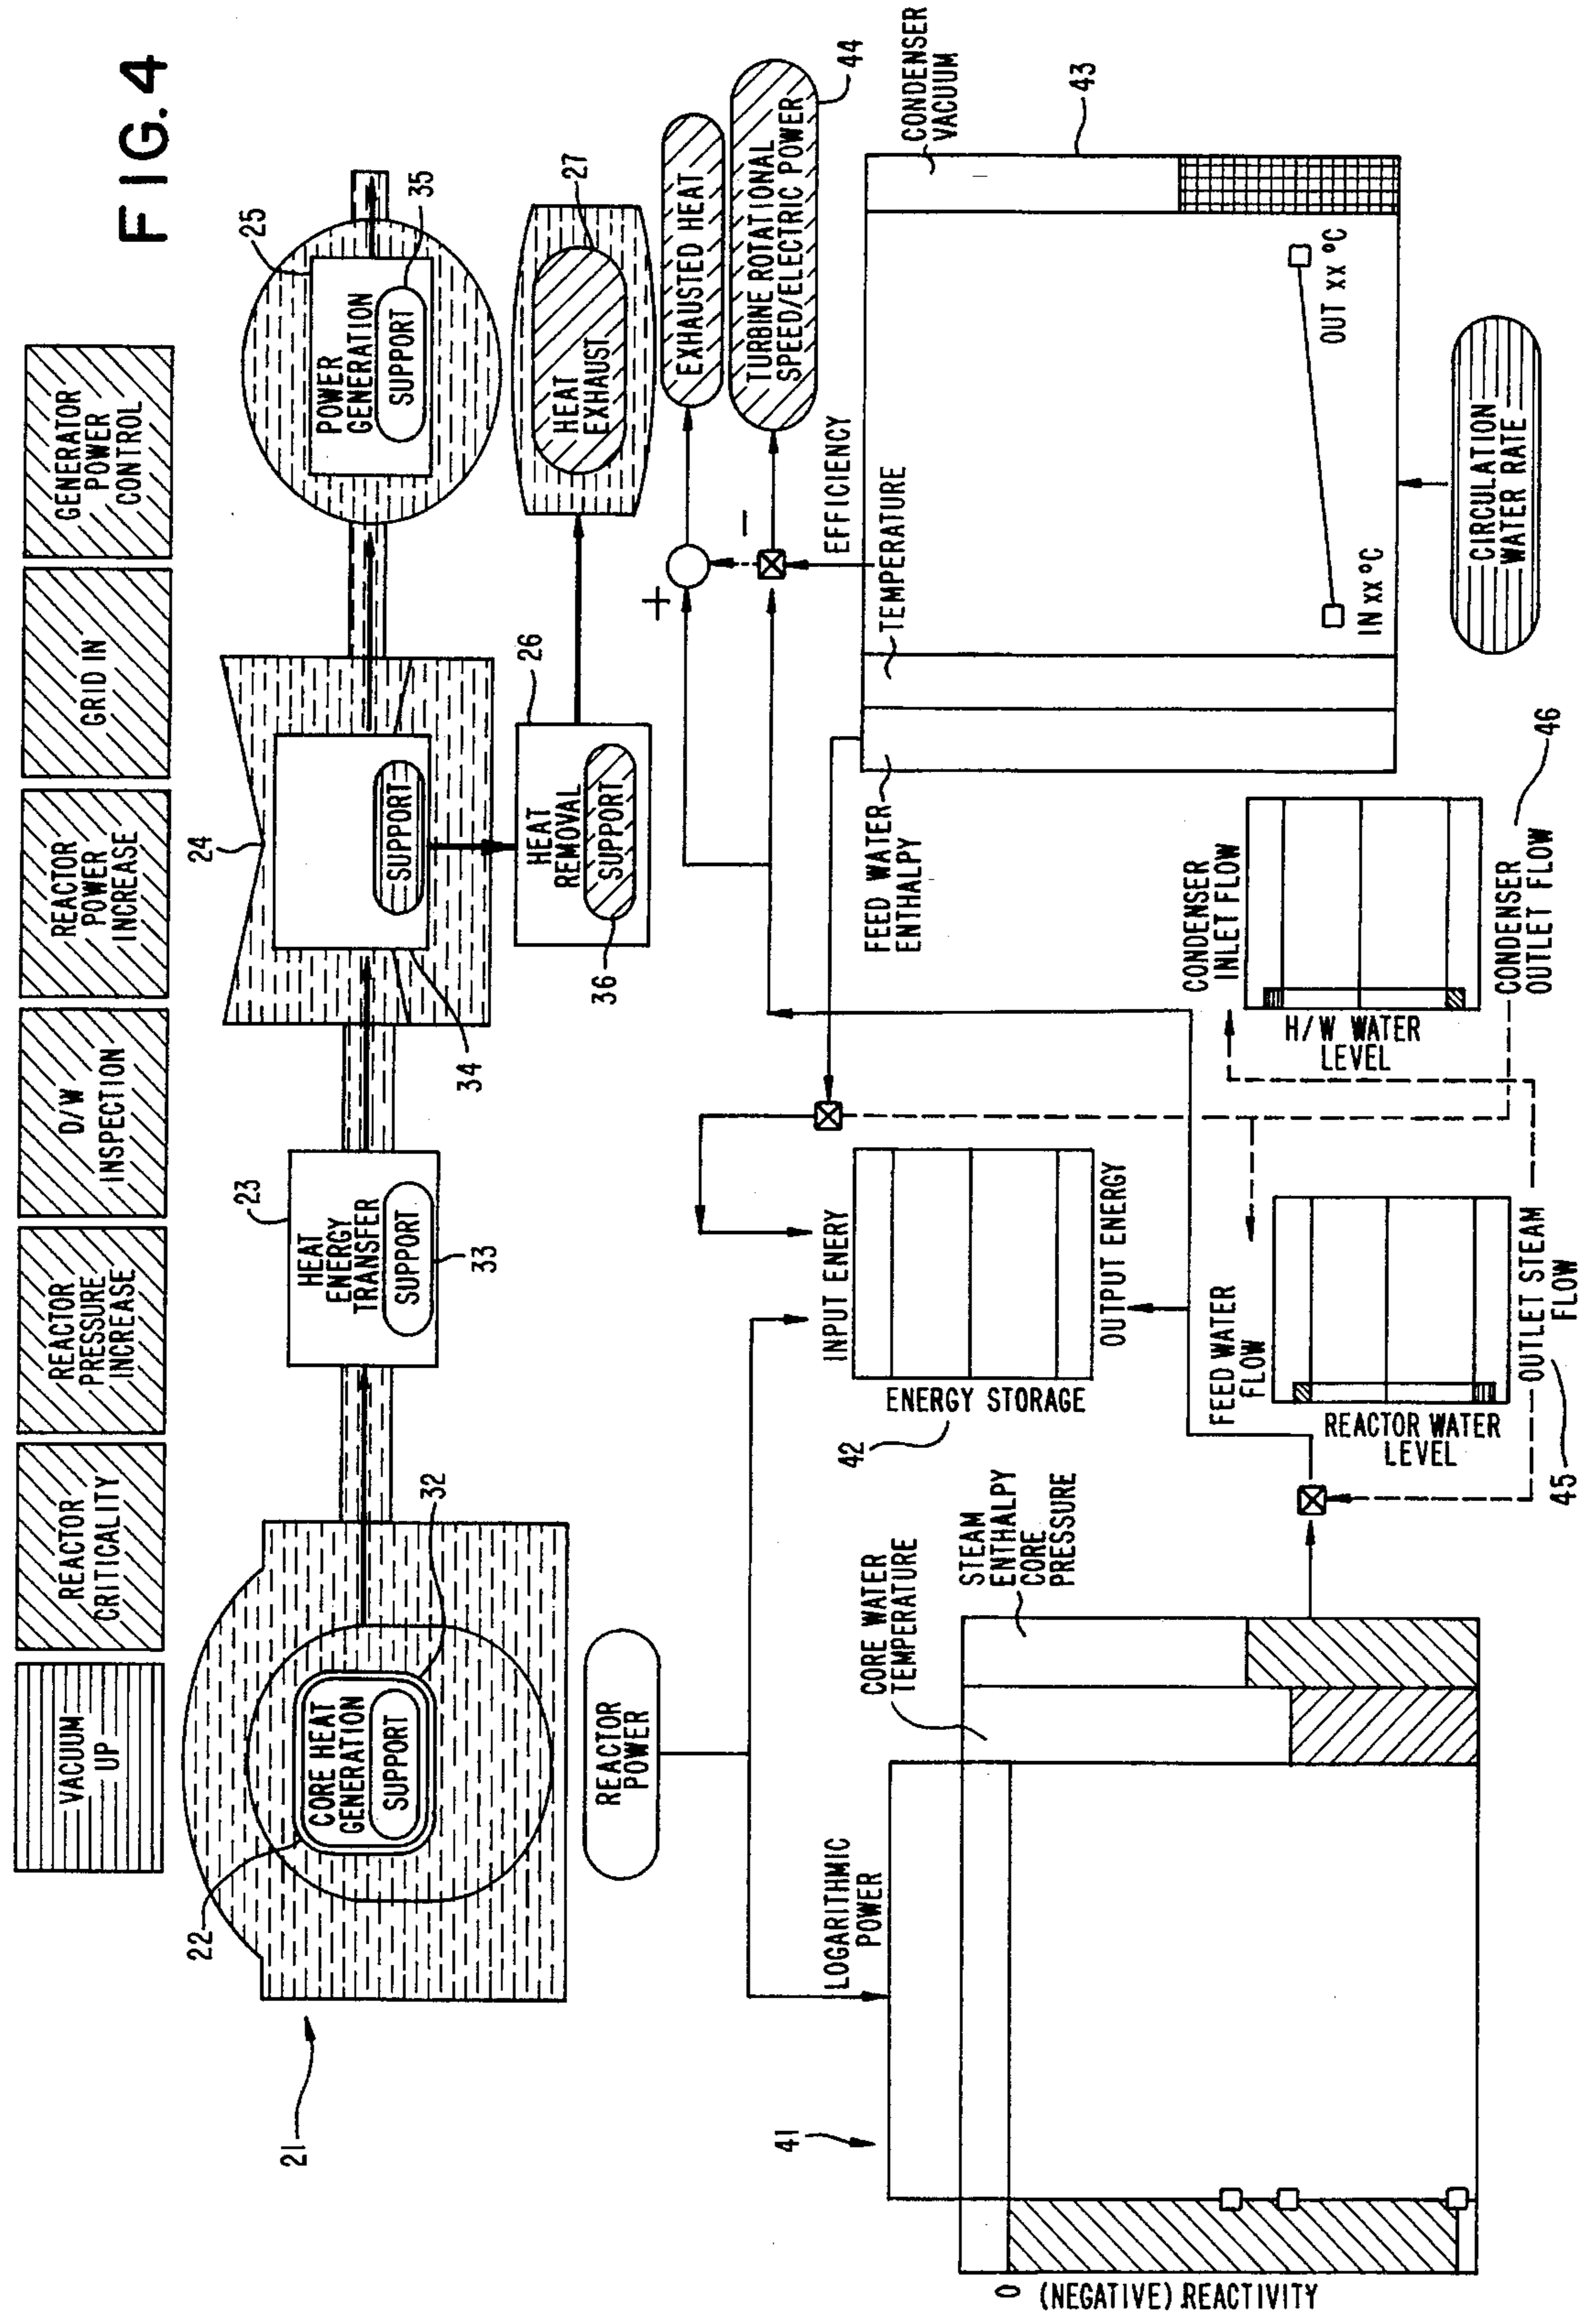 FIG. 4
VACUUM
UP
REACTOR
CRITICALITY
REACTOR
PRESSURE
INCREASE
D/W
INSPECTION
REACTOR
POWER
INCREASE
GRID IN
GENERATOR
POWER
CONTROL
21
22
CORE HEAT
GENERATION
SUPPORT
32
23
HEAT
ENERGY
TRANSFER
SUPPORT
33
24
SUPPORT
34
25
POWER
GENERATION
SUPPORT
35
26
HEAT
REMOVAL
SUPPORT
36
27
HEAT
EXHAUST
REACTOR
POWER
EXHAUSTED HEAT
TURBINE ROTATIONAL
SPEED/ELECTRIC POWER
44
+
−
EFFICIENCY
41
LOGARITHMIC
POWER
CORE WATER
TEMPERATURE
STEAM
ENTHALPY
CORE
PRESSURE
0
(NEGATIVE) REACTIVITY
INPUT ENERY
OUTPUT ENERGY
ENERGY STORAGE
42
FEED WATER
ENTHALPY
TEMPERATURE
CONDENSER
VACUUM
43
IN XX °C
OUT XX °C
CIRCULATION
WATER RATE
FEED WATER
FLOW
REACTOR WATER
LEVEL
OUTLET STEAM
FLOW
45
CONDENSER
INLET FLOW
H/W WATER
LEVEL
CONDENSER
OUTLET FLOW
46